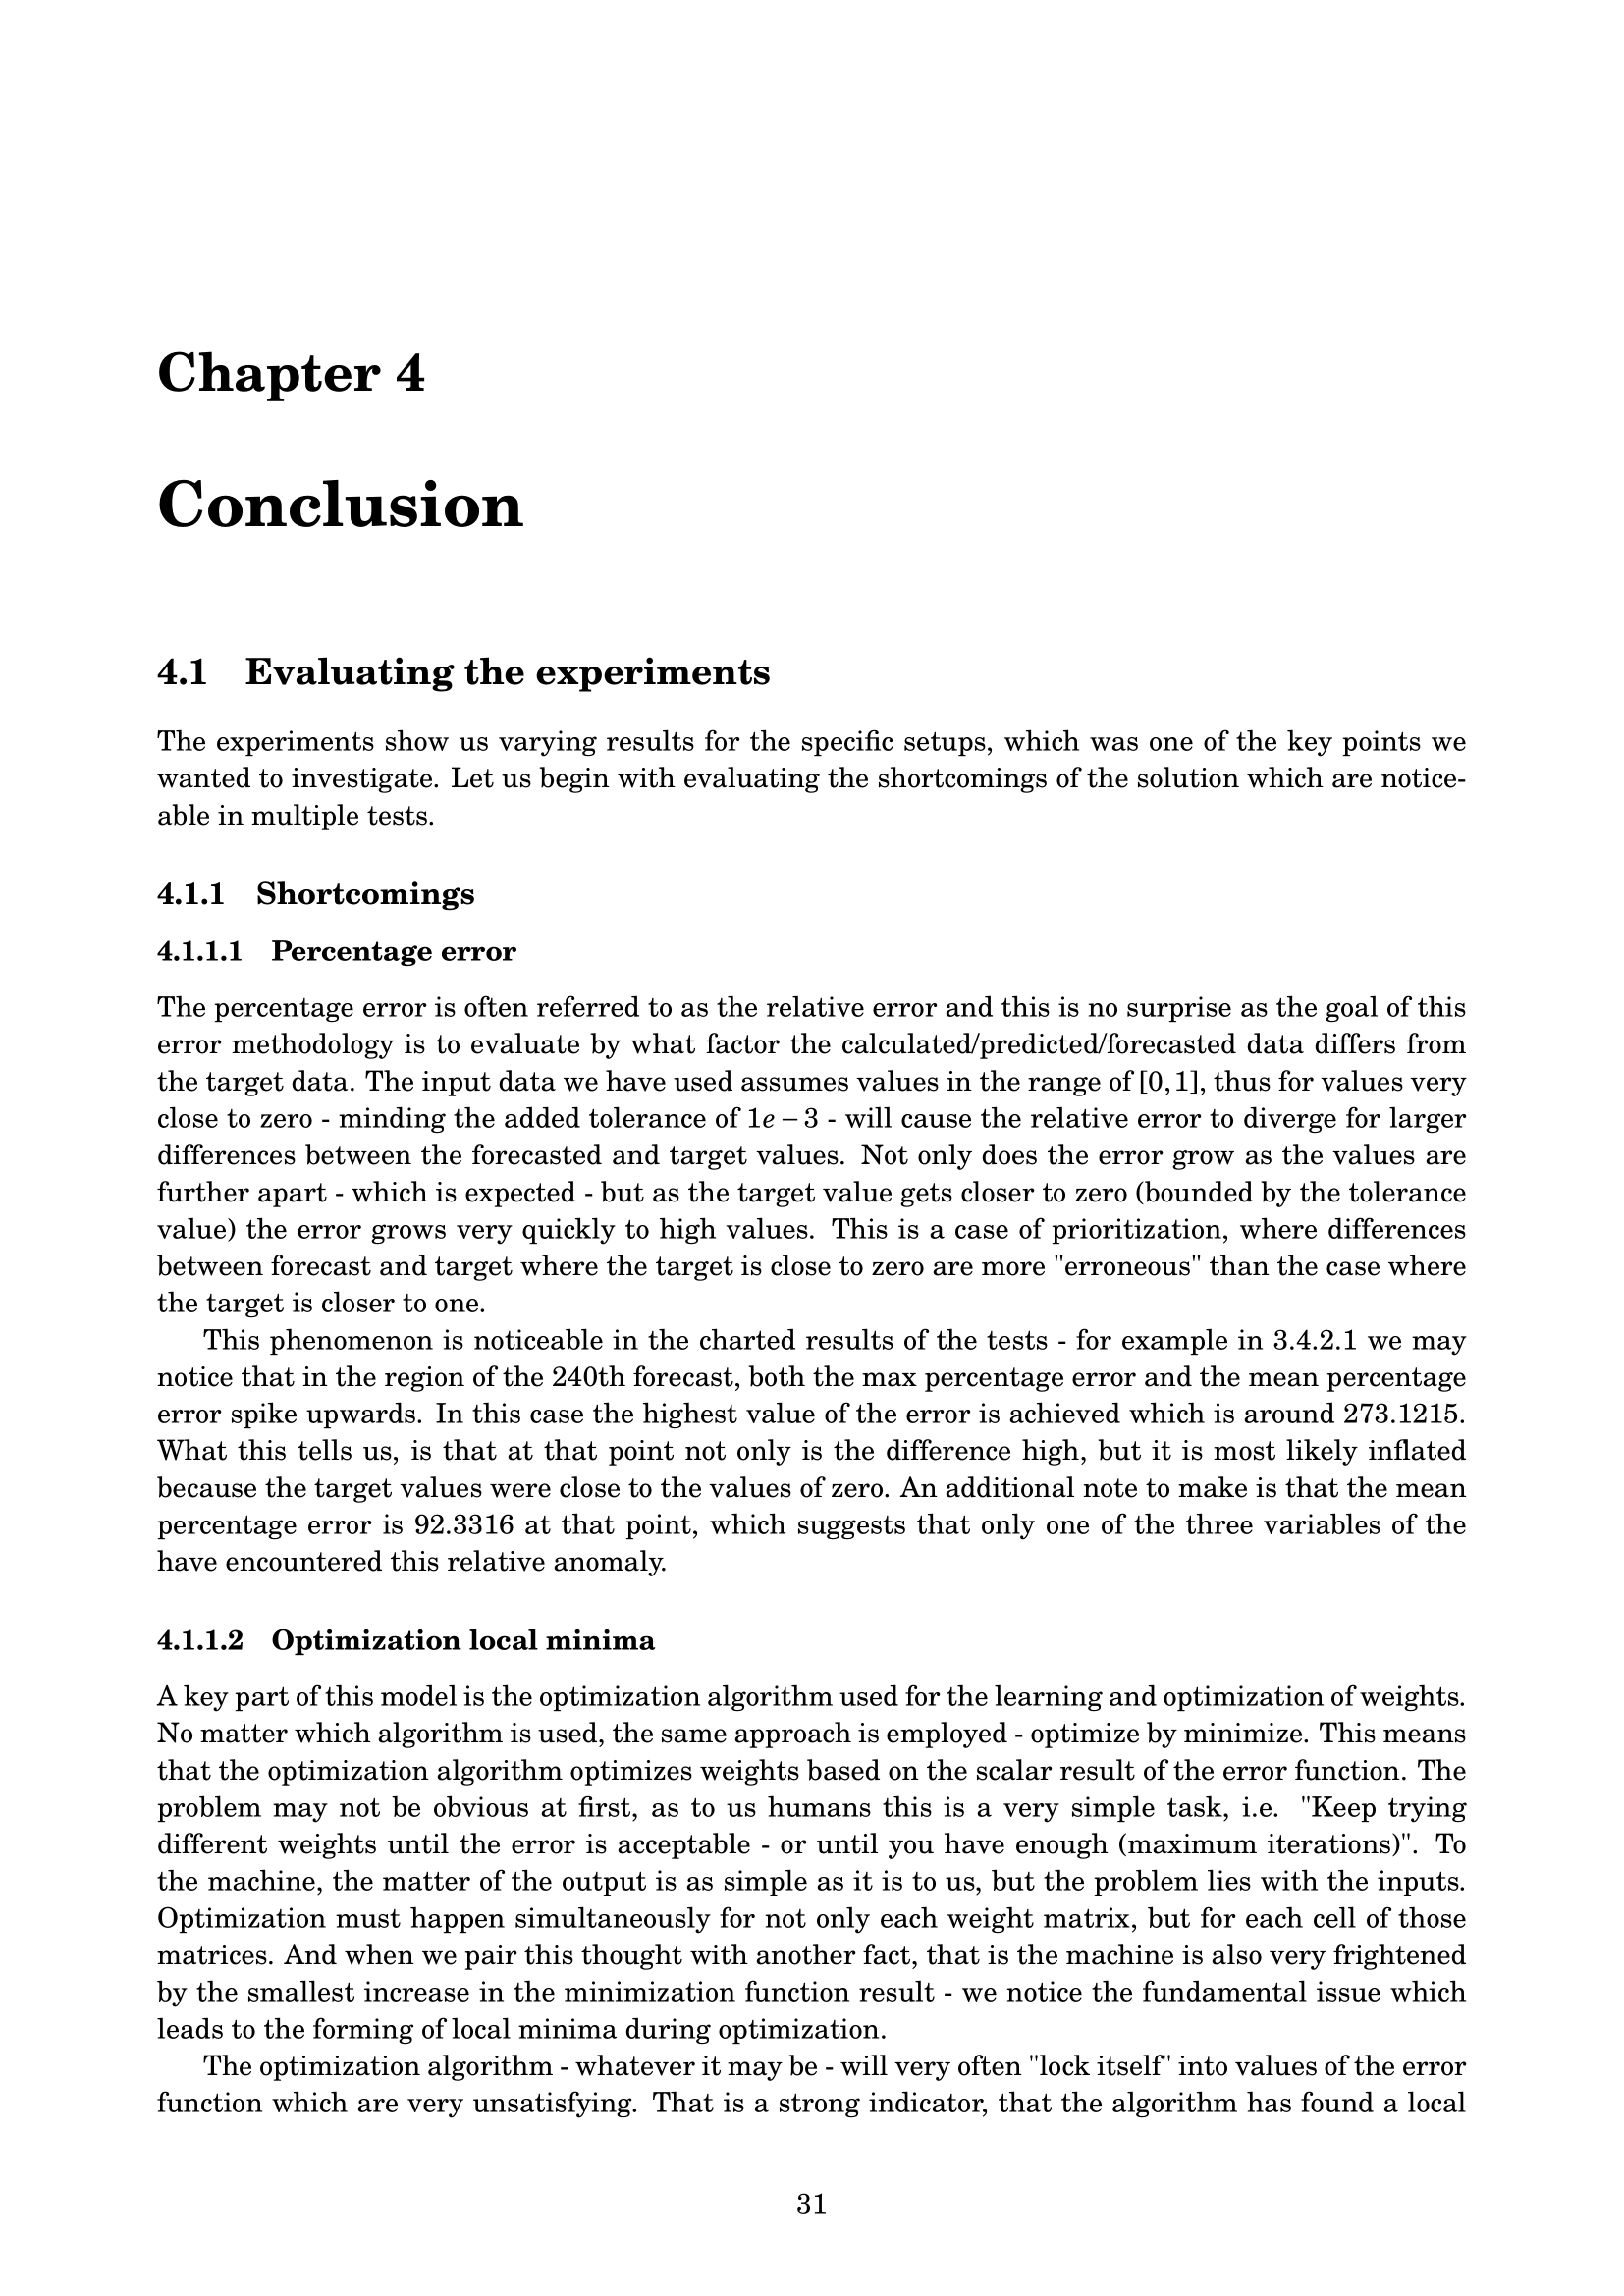 Chapter 4
Conclusion
4.1 Evaluating the experiments
The experiments show us varying results for the specific setups, which was one of the key points we
wanted to investigate. Let us begin with evaluating the shortcomings of the solution which are notice-
able in multiple tests.
4.1.1 Shortcomings
4.1.1.1 Percentage error
The percentage error is often referred to as the relative error and this is no surprise as the goal of this
error methodology is to evaluate by what factor the calculated/predicted/forecasted data differs from
the target data. The input data we have used assumes values in the range of [0,1], thus for values very
close to zero - minding the added tolerance of 1e − 3 - will cause the relative error to diverge for larger
differences between the forecasted and target values. Not only does the error grow as the values are
further apart - which is expected - but as the target value gets closer to zero (bounded by the tolerance
value) the error grows very quickly to high values. This is a case of prioritization, where differences
between forecast and target where the target is close to zero are more "erroneous" than the case where
the target is closer to one.
This phenomenon is noticeable in the charted results of the tests - for example in 3.4.2.1 we may
notice that in the region of the 240th forecast, both the max percentage error and the mean percentage
error spike upwards. In this case the highest value of the error is achieved which is around 273.1215.
What this tells us, is that at that point not only is the difference high, but it is most likely inflated
because the target values were close to the values of zero. An additional note to make is that the mean
percentage error is 92.3316 at that point, which suggests that only one of the three variables of the
have encountered this relative anomaly.
4.1.1.2 Optimization local minima
A key part of this model is the optimization algorithm used for the learning and optimization of weights.
No matter which algorithm is used, the same approach is employed - optimize by minimize. This means
that the optimization algorithm optimizes weights based on the scalar result of the error function. The
problem may not be obvious at first, as to us humans this is a very simple task, i.e. "Keep trying
different weights until the error is acceptable - or until you have enough (maximum iterations)". To
the machine, the matter of the output is as simple as it is to us, but the problem lies with the inputs.
Optimization must happen simultaneously for not only each weight matrix, but for each cell of those
matrices. And when we pair this thought with another fact, that is the machine is also very frightened
by the smallest increase in the minimization function result - we notice the fundamental issue which
leads to the forming of local minima during optimization.
The optimization algorithm - whatever it may be - will very often "lock itself" into values of the error
function which are very unsatisfying. That is a strong indicator, that the algorithm has found a local
31